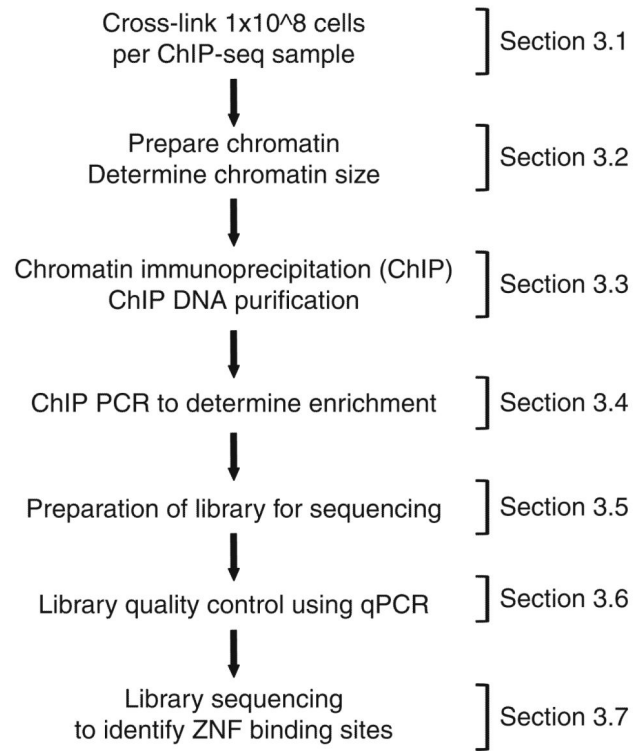 Cross-link 1x10^8 cells
per ChIP-seq sample
Section 3.1
Prepare chromatin
Determine chromatin size
Section 3.2
Chromatin immunoprecipitation (ChIP)
ChIP DNA purification
Section 3.3
ChIP PCR to determine enrichment
Section 3.4
Preparation of library for sequencing
Section 3.5
Library quality control using qPCR
Section 3.6
Library sequencing
to identify ZNF binding sites
Section 3.7